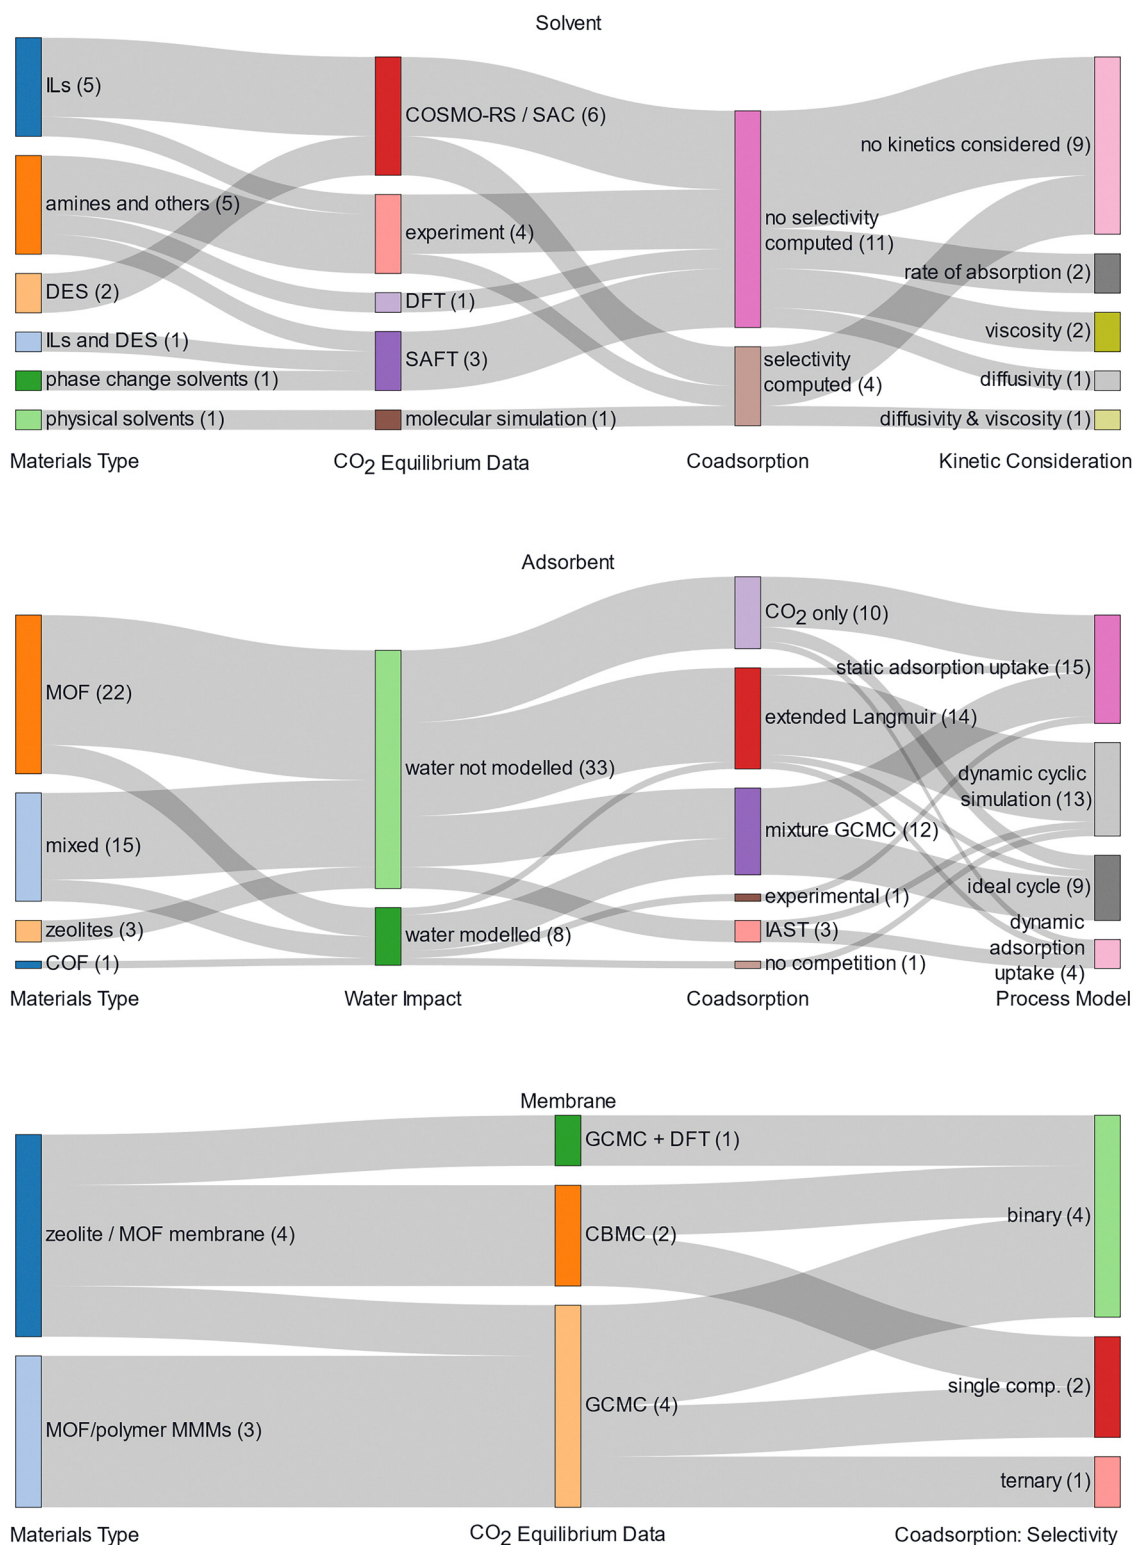 Solvent
ILs (5)
amines and others (5)
DES (2)
ILs and DES (1)
phase change solvents (1)
physical solvents (1)
Materials Type
COSMO-RS / SAC (6)
experiment (4)
DFT (1)
SAFT (3)
molecular simulation (1)
CO2 Equilibrium Data
no selectivity
computed (11)
selectivity
computed (4)
Coadsorption
no kinetics considered (9)
rate of absorption (2)
viscosity (2)
diffusivity (1)
diffusivity & viscosity (1)
Kinetic Consideration
Adsorbent
MOF (22)
mixed (15)
zeolites (3)
COF (1)
Materials Type
water not modelled (33)
water modelled (8)
Water Impact
CO2 only (10)
extended Langmuir (14)
mixture GCMC (12)
experimental (1)
IAST (3)
no competition (1)
Coadsorption
static adsorption uptake (15)
dynamic cyclic
simulation (13)
ideal cycle (9)
dynamic
adsorption
uptake (4)
Process Model
Membrane
zeolite / MOF membrane (4)
MOF/polymer MMMs (3)
Materials Type
GCMC + DFT (1)
CBMC (2)
GCMC (4)
CO2 Equilibrium Data
binary (4)
single comp. (2)
ternary (1)
Coadsorption: Selectivity